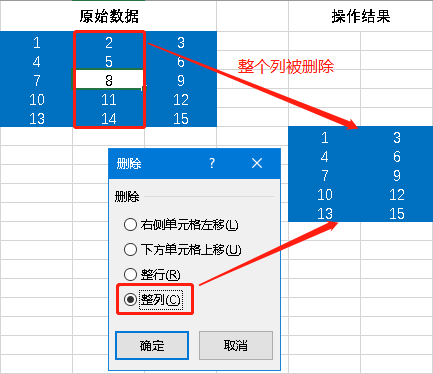 原始数据 操作结果
1 2 3
4 5 6
7 8 9
10 11 12
13 14 15
整个列被删除
1 3
4 6
7 9
10 12
13 15
删除 ? ×
删除
右侧单元格左移(L)
下方单元格上移(U)
整行(R)
整列(C)
确定 取消